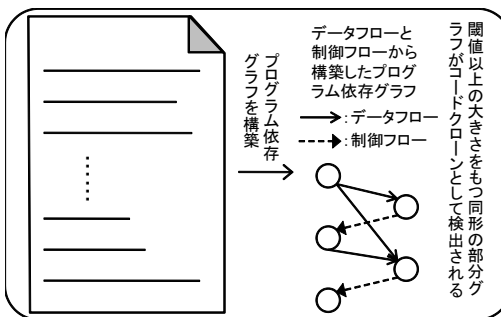 プログラム依存
グラフを構築
データフローと
制御フローから
構築したプログ
ラム依存グラフ
:データフロー
:制御フロー
閾値以上の大きさをもつ同形の部分グ
ラフがコードクローンとして検出される